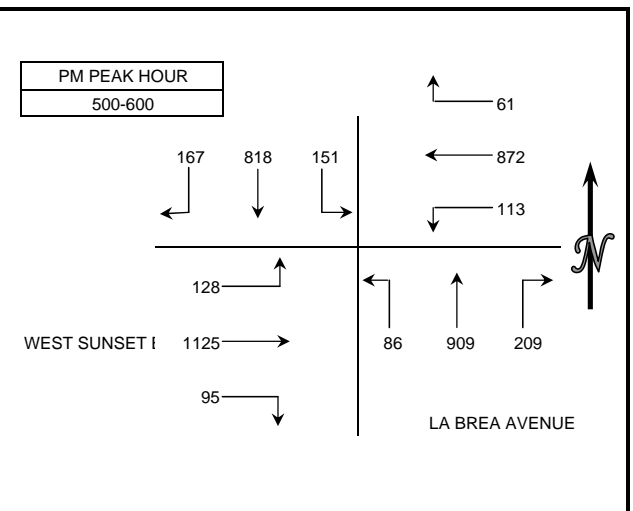 PM PEAK HOUR
500-600
61
167 818 151
872
113
N
128
WEST SUNSET 1125
86 909 209
95
LA BREA AVENUE